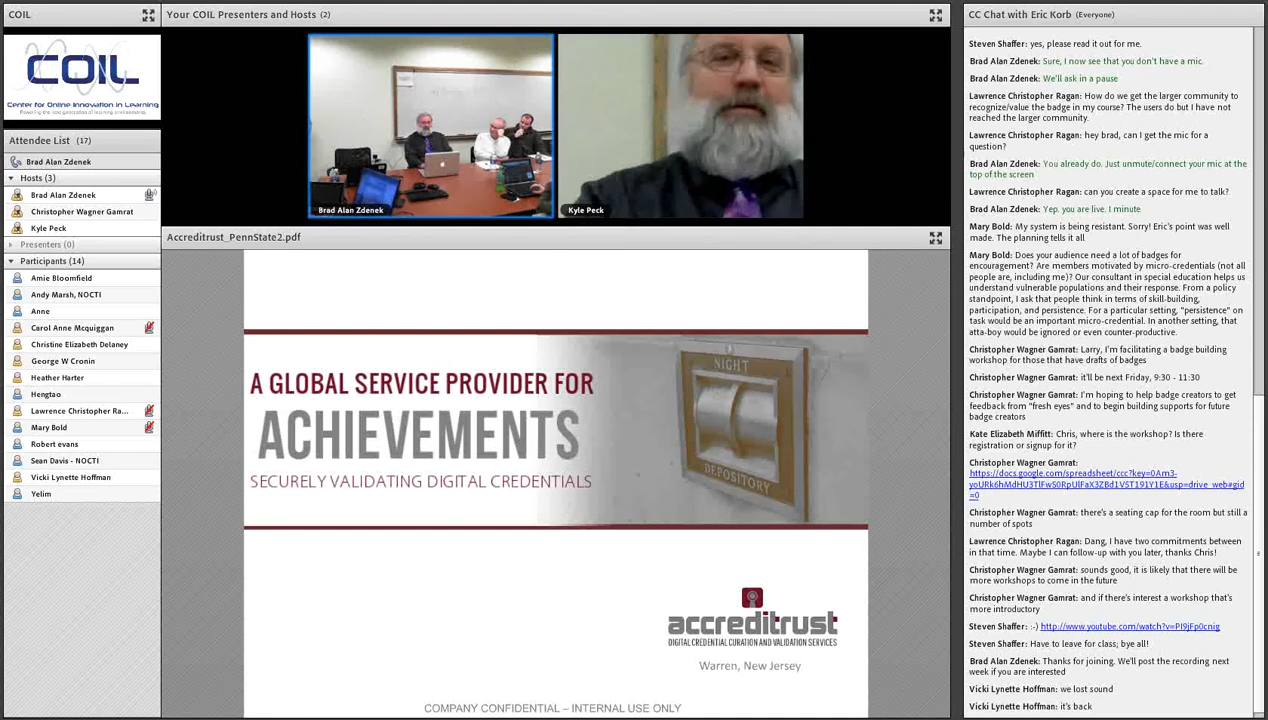 COIL
Your COIL Presenters and Hosts (2)
CC Chat with Eric Korb (Everyone)
COIL
Center for Online Innovation in Learning
Attendee List (17)
Brad Alan Zdenek
Hosts (3)
Brad Alan Zdenek
Christopher Wagner Gamrat
Kyle Peck
Presenters (0)
Participants (14)
Amie Bloomfield
Andy Marsh, NOCTI
Anne
Carol Anne Mcquiggan
Christine Elizabeth Delaney
George W Cronin
Heather Harter
Hengtao
Lawrence Christopher Ra...
Mary Bold
Robert evans
Sean Davis - NOCTI
Vicki Lynette Hoffman
Yelim
Brad Alan Zdenek
Kyle Peck
Accreditrust_PennState2.pdf
A GLOBAL SERVICE PROVIDER FOR
ACHIEVEMENTS
SECURELY VALIDATING DIGITAL CREDENTIALS
NIGHT
DEPOSITORY
accreditrust
DIGITAL CREDENTIAL CURATION AND VALIDATION SERVICES
Warren, New Jersey
COMPANY CONFIDENTIAL – INTERNAL USE ONLY
Steven Shaffer: yes, please read it out for me.
Brad Alan Zdenek: Sure, I now see that you don't have a mic.
Brad Alan Zdenek: We'll ask in a pause
Lawrence Christopher Ragan: How do we get the larger community to
recognize/value the badge in my course? The users do but I have not
reached the larger community.
Lawrence Christopher Ragan: hey brad, can I get the mic for a
question?
Brad Alan Zdenek: You already do. Just unmute/connect your mic at the
top of the screen
Lawrence Christopher Ragan: can you create a space for me to talk?
Brad Alan Zdenek: Yep. you are live. 1 minute
Mary Bold: My system is being resistant. Sorry! Eric's point was well
made. The planning tells it all
Mary Bold: Does your audience need a lot of badges for
encouragement? Are members motivated by micro-credentials (not all
people are, including me)? Our consultant in special education helps us
understand vulnerable populations and their response. From a policy
standpoint, I ask that people think in terms of skill-building,
participation, and persistence. For a particular setting, "persistence" on
task would be an important micro-credential. In another setting, that
atta-boy would be ignored or even counter-productive.
Christopher Wagner Gamrat: Larry, I'm facilitating a badge building
workshop for those that have drafts of badges
Christopher Wagner Gamrat: it'll be next Friday, 9:30 - 11:30
Christopher Wagner Gamrat: I'm hoping to help badge creators to get
feedback from "fresh eyes" and to begin building supports for future
badge creators
Kate Elizabeth Miffitt: Chris, where is the workshop? Is there
registration or signup for it?
Christopher Wagner Gamrat:
https://docs.google.com/spreadsheet/ccc?key=0Am3-
there's a seating cap for the room but still a
number of spots
Lawrence Christopher Ragan: Dang, I have two commitments between
in that time. Maybe I can follow-up with you later, thanks Chris!
Christopher Wagner Gamrat: sounds good, it is likely that there will be
more workshops to come in the future
Christopher Wagner Gamrat: and if there's interest a workshop that's
more introductory
Steven Shaffer: :-) http://www.youtube.com/watch?v=PI9jFp0cnig
Steven Shaffer: Have to leave for class; bye all!
Brad Alan Zdenek: Thanks for joining. We'll post the recording next
week if you are interested
Vicki Lynette Hoffman: we lost sound
Vicki Lynette Hoffman: it's back